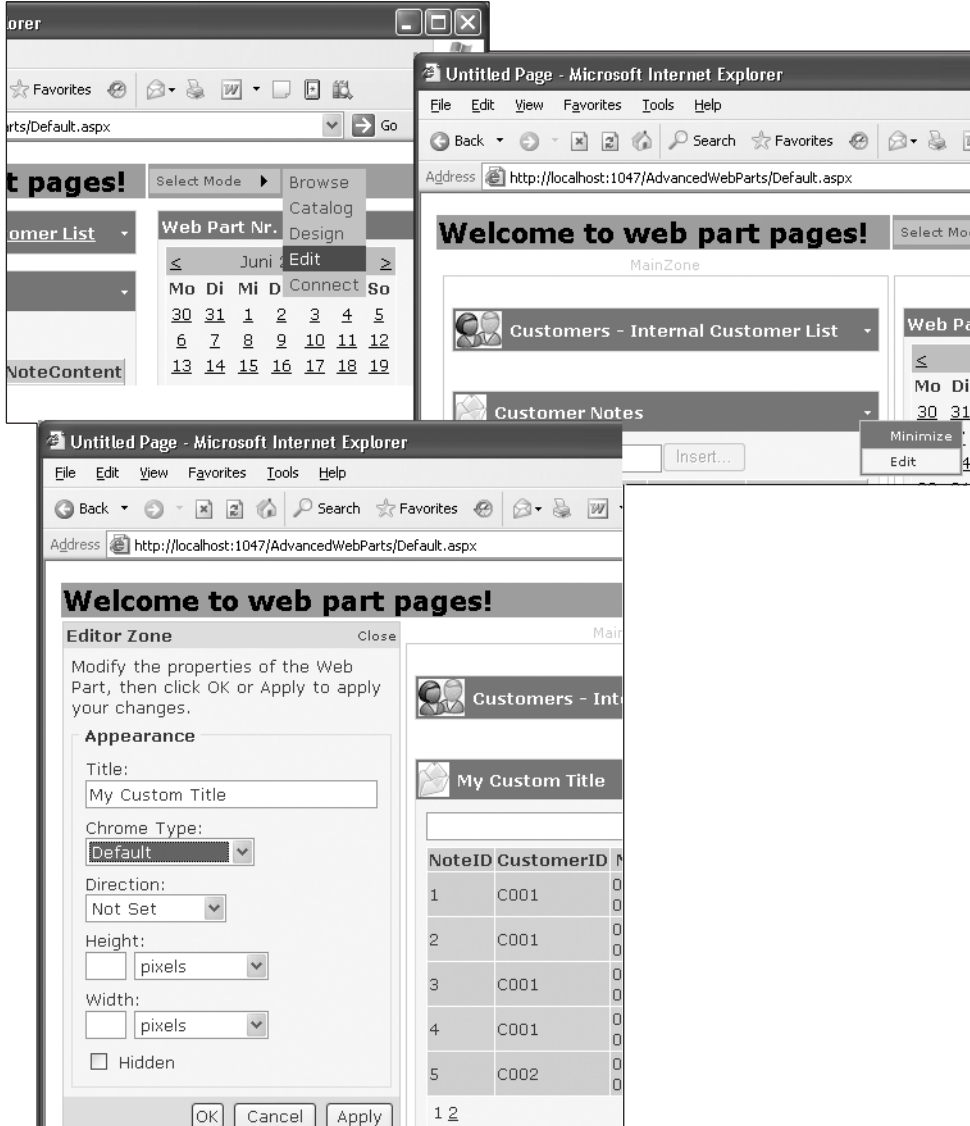 orer
Favorites
rts/Default.aspx
Go
t pages!
Select Mode
Browse
Catalog
Design
Edit
Connect
omer List
Web Part Nr.
< Juni >
Mo Di Mi D So
30 31 1 2 3 4 5
6 7 8 9 10 11 12
13 14 15 16 17 18 19
NoteContent
Untitled Page - Microsoft Internet Explorer
File Edit View Favorites Tools Help
Back Search Favorites
Address http://localhost:1047/AdvancedWebParts/Default.aspx
Welcome to web part pages! Select Mo
MainZone
Customers - Internal Customer List
Web Pa
<
Mo Di
30 31
Customer Notes
Minimize
Edit
Insert...
Untitled Page - Microsoft Internet Explorer
File Edit View Favorites Tools Help
Back Search Favorites
Address http://localhost:1047/AdvancedWebParts/Default.aspx
Welcome to web part pages!
Editor Zone Close
Modify the properties of the Web
Part, then click OK or Apply to apply
your changes.
Appearance
Title:
My Custom Title
Chrome Type:
Default
Direction:
Not Set
Height:
pixels
Width:
pixels
Hidden
OK Cancel Apply
Main
Customers - Int
My Custom Title
NoteID CustomerID
1 C001
2 C001
3 C001
4 C001
5 C002
1 2